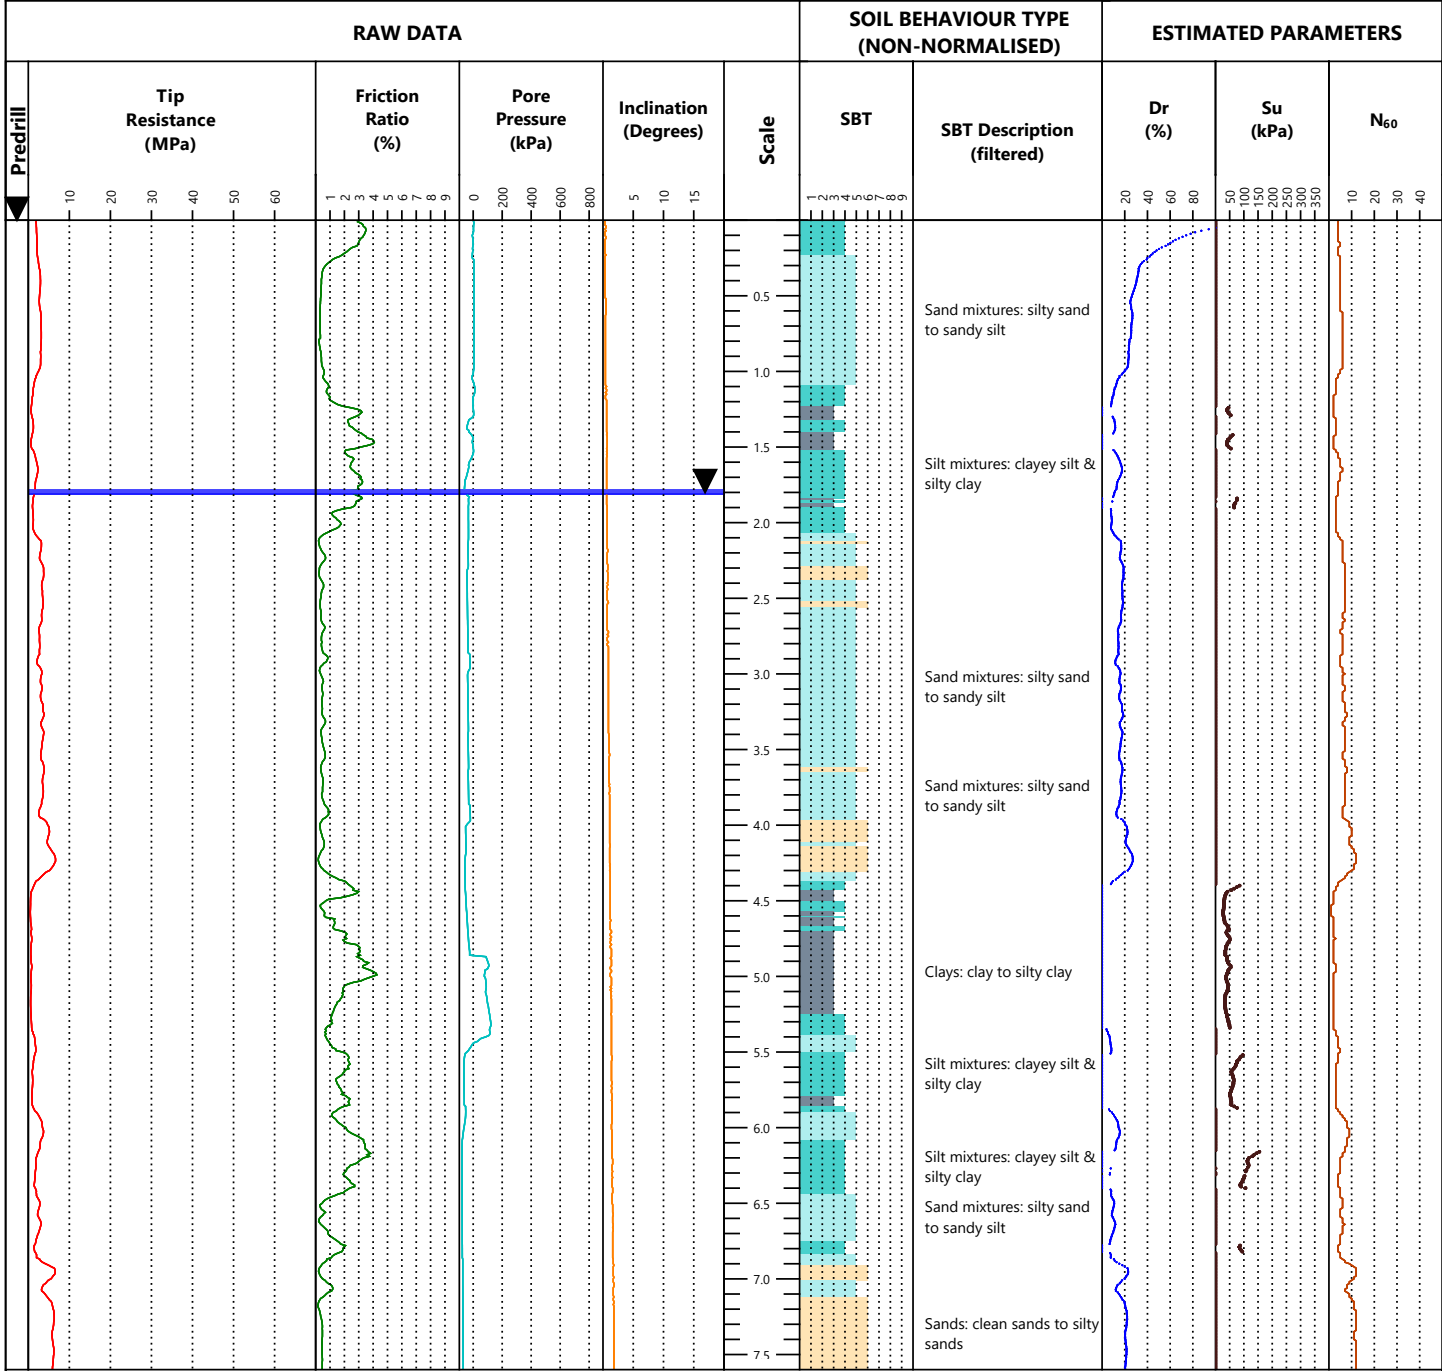 RAW DATA
SOIL BEHAVIOUR TYPE
(NON-NORMALISED)
ESTIMATED PARAMETERS
Predrill
Tip
Resistance
(MPa)
Friction
Ratio
(%)
Pore
Pressure
(kPa)
Inclination
(Degrees)
Scale
SBT
SBT Description
(filtered)
Dr
(%)
Su
(kPa)
N60
10 20 30 40 50 60
1 2 3 4 5 6 7 8 9
0 200 400 600 800
5 10 15
1 2 3 4 5 6 7 8 9
20 40 60 80
50 100 150 200 250 300 350
10 20 30 40
0.5
Sand mixtures: silty sand
to sandy silt
1.0
1.5
Silt mixtures: clayey silt &
silty clay
2.0
2.5
3.0
Sand mixtures: silty sand
to sandy silt
3.5
Sand mixtures: silty sand
to sandy silt
4.0
4.5
5.0
Clays: clay to silty clay
5.5
Silt mixtures: clayey silt &
silty clay
6.0
Silt mixtures: clayey silt &
silty clay
6.5
Sand mixtures: silty sand
to sandy silt
7.0
Sands: clean sands to silty
sands
7.5